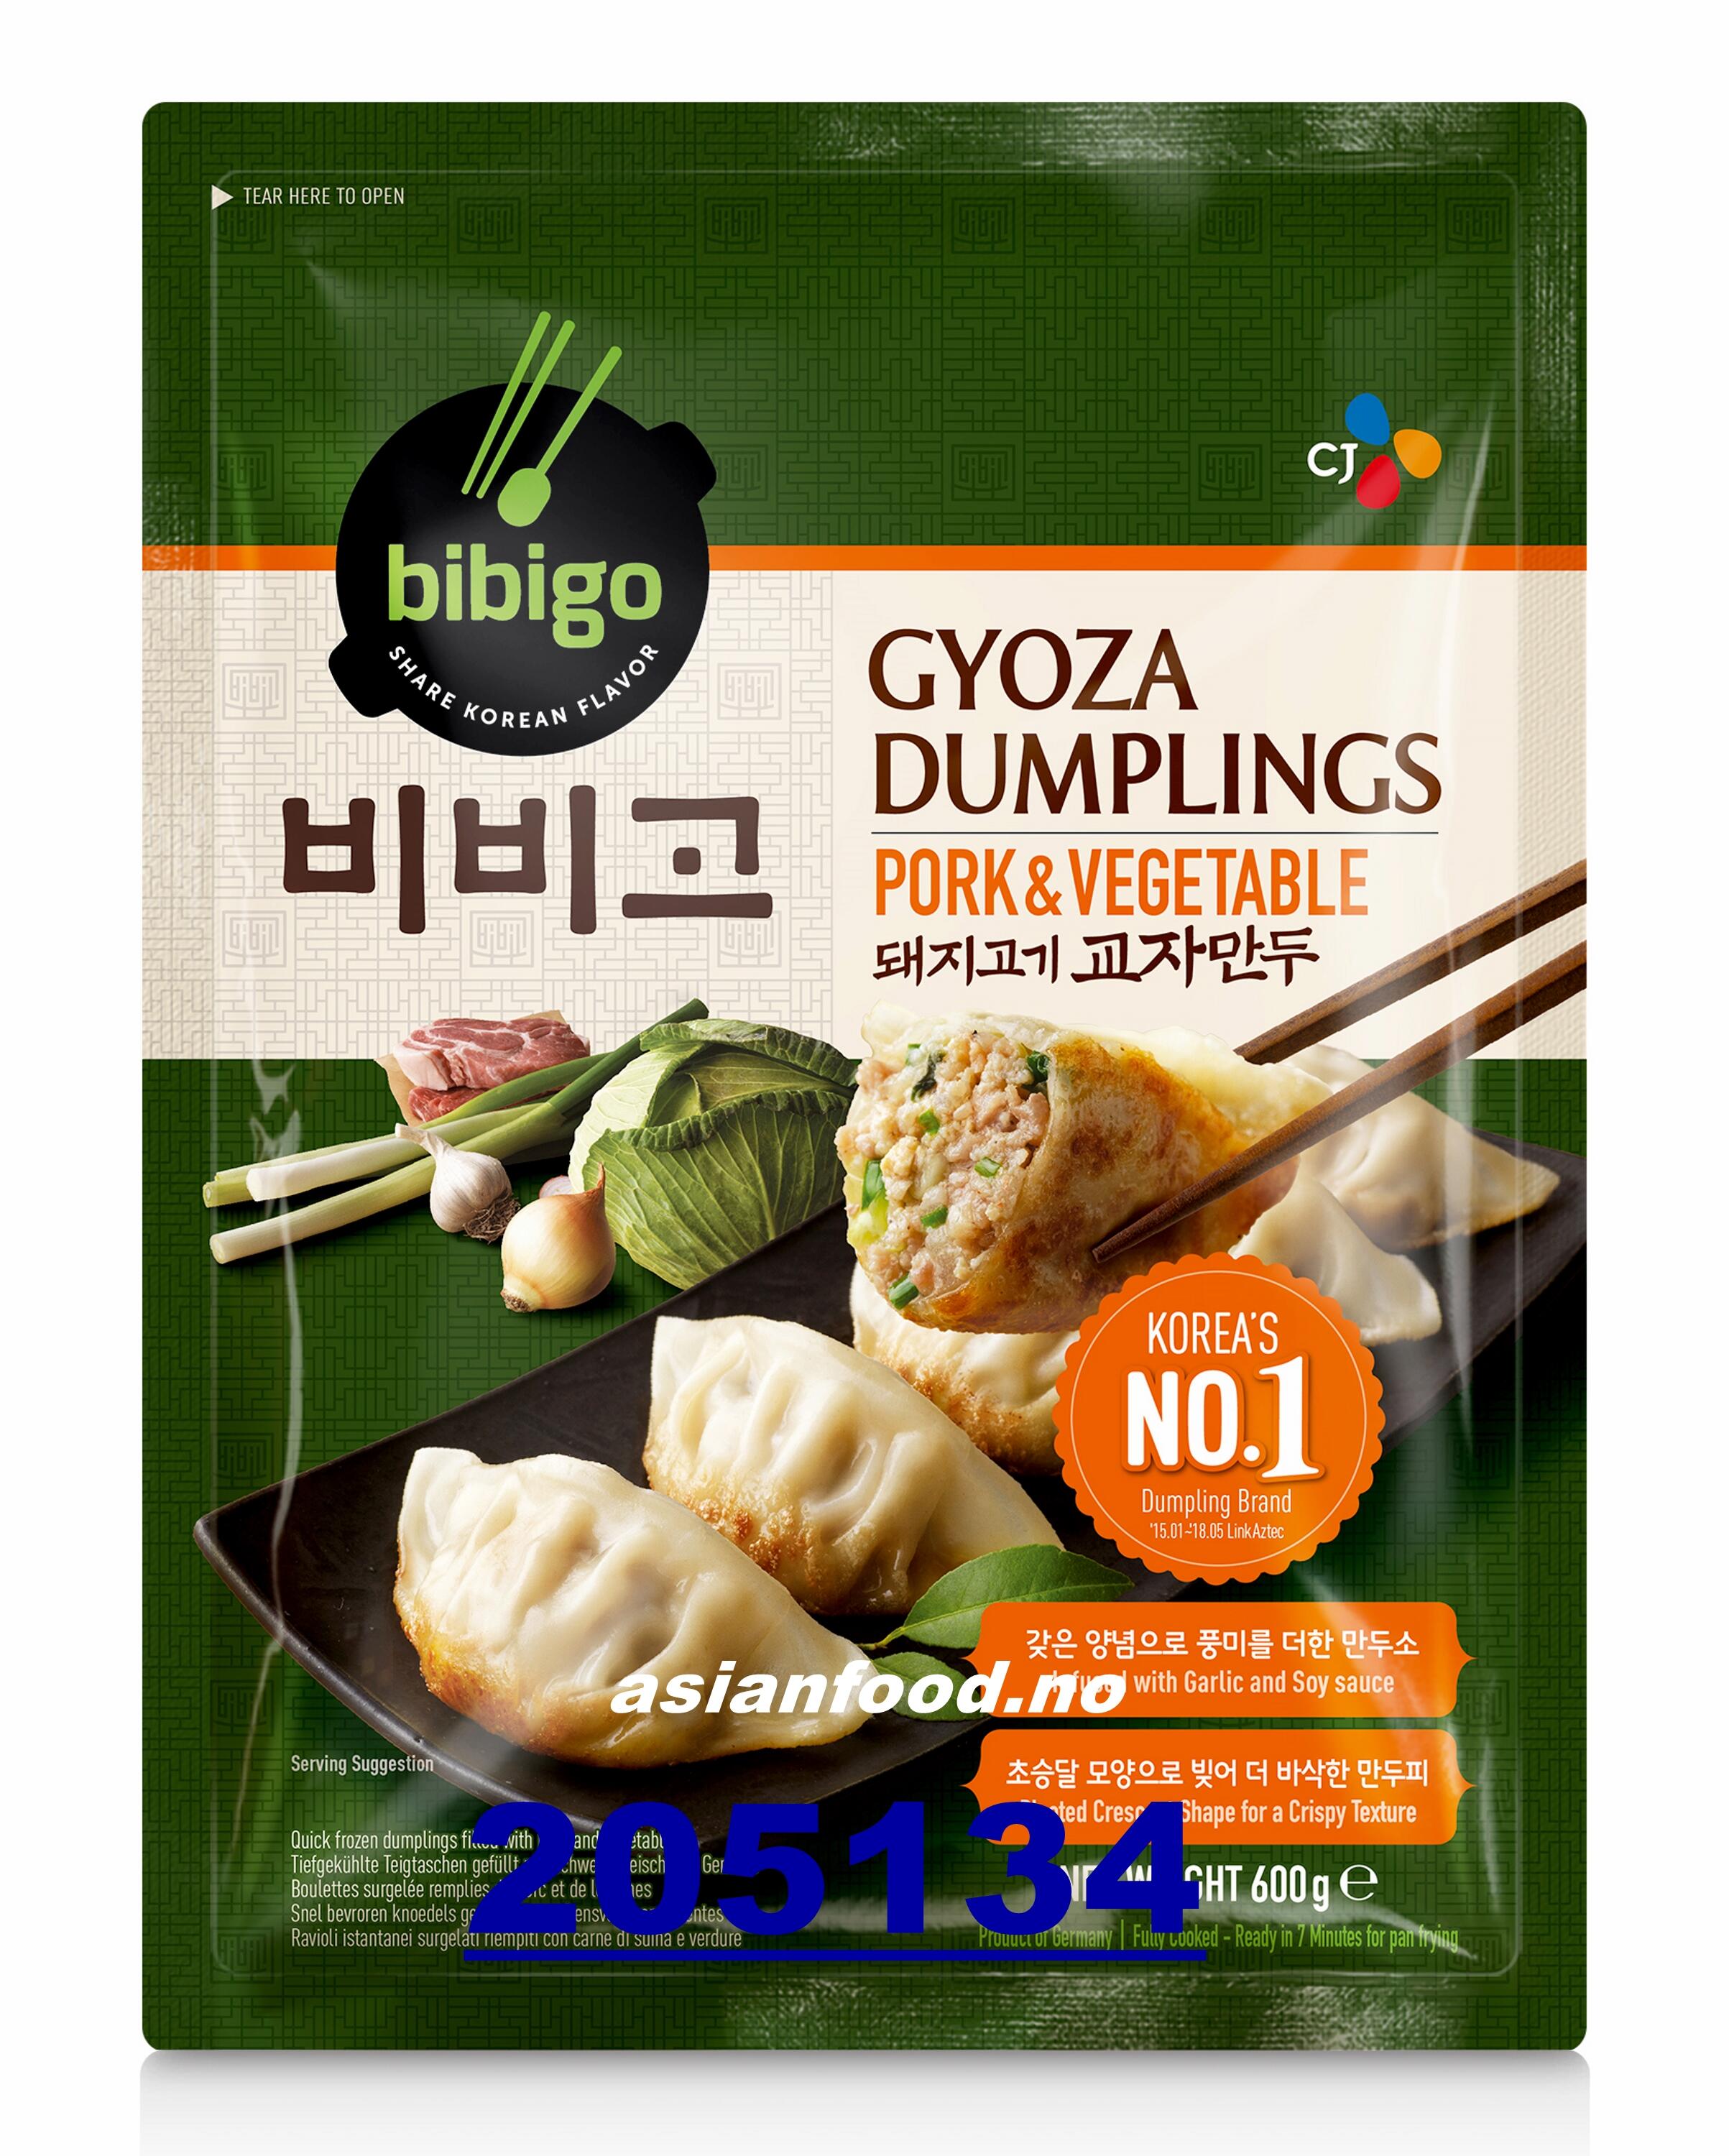 TEAR HERE TO OPEN
CJ
bibigo
SHARE KOREAN FLAVOR
비비고
GYOZA
DUMPLINGS
PORK & VEGETABLE
돼지고기 교자만두
KOREA'S
NO.1
Dumpling Brand
'15.01~'18.05 LinkAztec
갖은 양념으로 풍미를 더한 만두소
with Garlic and Soy sauce
asianfood.no
초승달 모양으로 빚어 더 바삭한 만두피
Shape for a Crispy Texture
Serving Suggestion
205134
Quick frozen dumplings filled with and
Tiefgekühlte Teigtaschen gefüllt
Boulettes surgelée remplies et de
Snel bevroren knoedels
Ravioli istantanei surgelati riempiti con carne di suina e verdure
600g e
Product of Germany | Fully Cooked - Ready in 7 Minutes for pan frying